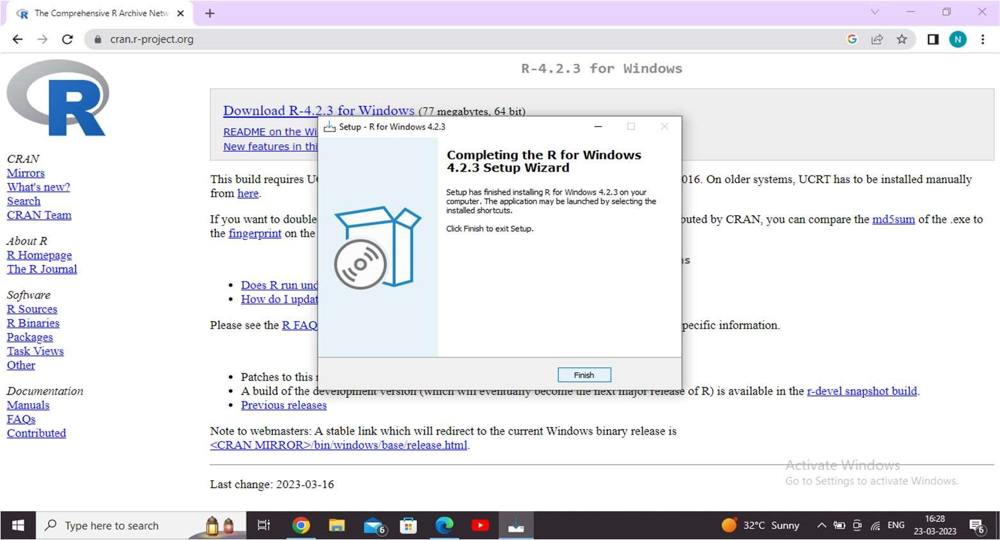 The Comprehensive R Archive Netw
cran.r-project.org
N
R
R-4.2.3 for Windows
Download R-4.2.3 for Windows (77 megabytes, 64 bit)
README on the Wi
New features in thi
CRAN
Mirrors
What's new?
Search
CRAN Team
About R
R Homepage
The R Journal
Software
R Sources
R Binaries
Packages
Task Views
Other
Documentation
Manuals
FAQs
Contributed
This build requires UC
016. On older systems, UCRT has to be installed manually
from here.
If you want to double
buted by CRAN, you can compare the md5sum of the .exe to
the fingerprint on the
ns
Does R run und
How do I updat
Please see the R FAQ
pecific information.
Patches to this r
A build of the development version (which will eventually become the next major release of R) is available in the r-devel snapshot build.
Previous releases
Note to webmasters: A stable link which will redirect to the current Windows binary release is
<CRAN MIRROR>/bin/windows/base/release.html.
Last change: 2023-03-16
Setup - R for Windows 4.2.3
Completing the R for Windows
4.2.3 Setup Wizard
Setup has finished installing R for Windows 4.2.3 on your
computer. The application may be launched by selecting the
installed shortcuts.
Click Finish to exit Setup.
Finish
Activate Windows
Go to Settings to activate Windows.
Type here to search
6
32°C Sunny
ENG
16:28
23-03-2023
6